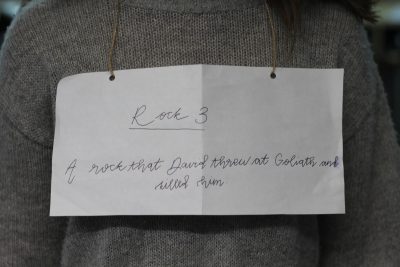 Rock 3
A rock that David threw at Goliath and
killed him